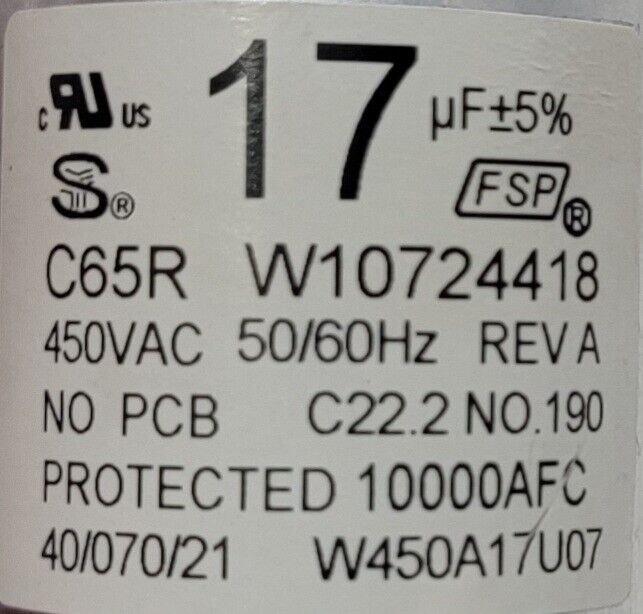 17 µF±5%
c RU US
S ® FSP ®
C65R W10724418
450VAC 50/60Hz REV A
NO PCB C22.2 NO.190
PROTECTED 10000AFC
40/070/21 W450A17U07